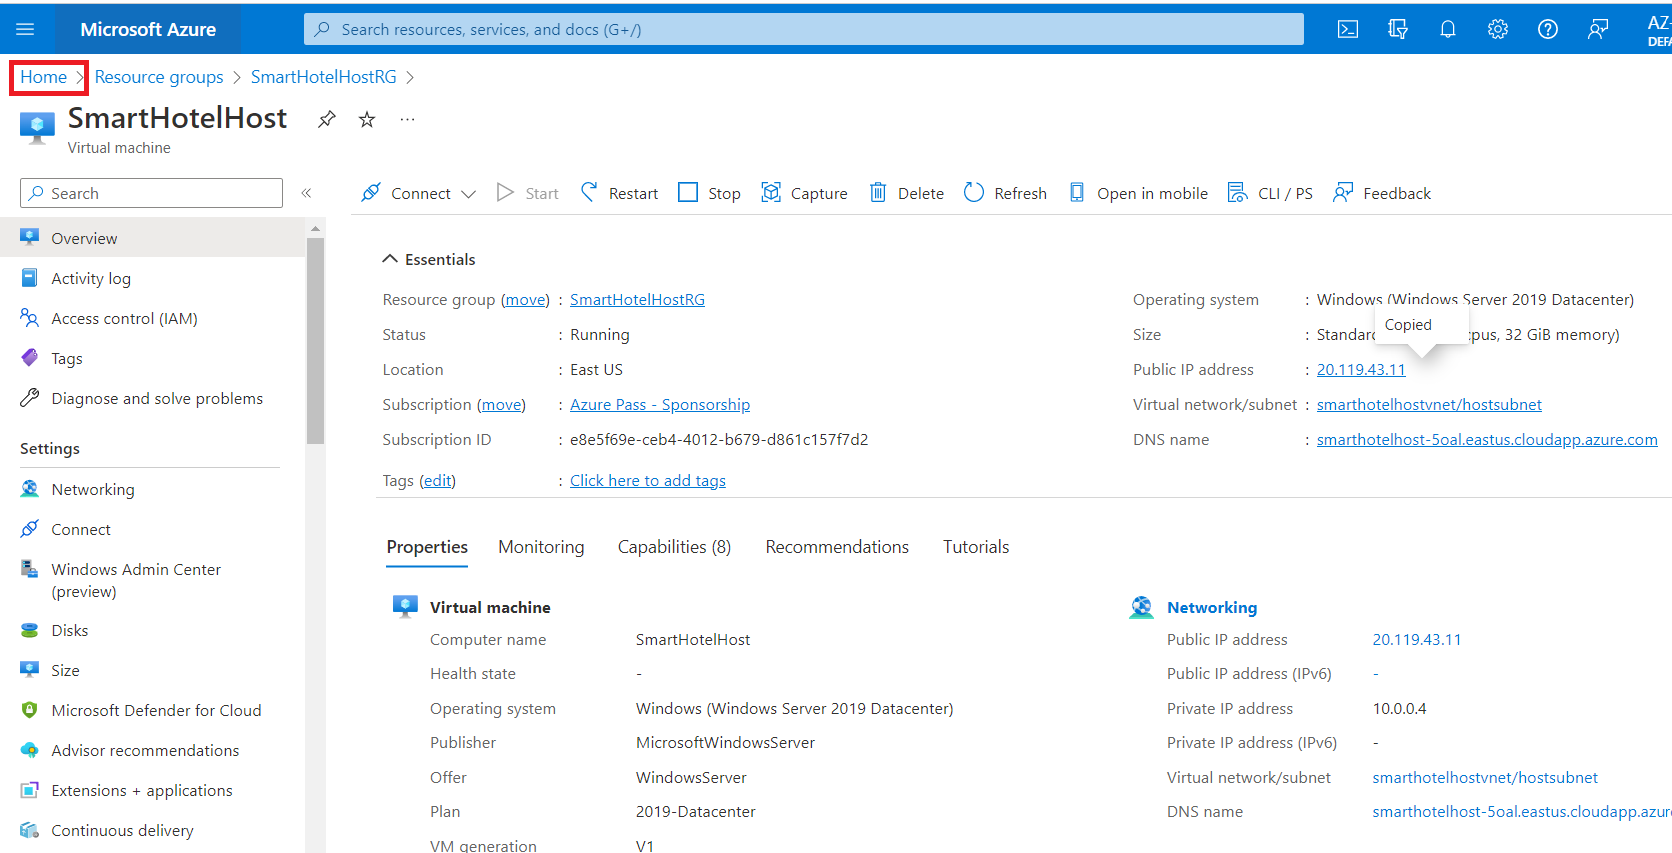 Microsoft Azure
Search resources, services, and docs (G+/)
AZ-
DEFA
Home > Resource groups > SmartHotelHostRG >
SmartHotelHost ...
Virtual machine
Search «
Connect Start Restart Stop Capture Delete Refresh Open in mobile CLI / PS Feedback
Overview
Activity log
Access control (IAM)
Tags
Diagnose and solve problems
Settings
Networking
Connect
Windows Admin Center
(preview)
Disks
Size
Microsoft Defender for Cloud
Advisor recommendations
Extensions + applications
Continuous delivery
Essentials
Resource group (move) : SmartHotelHostRG
Status : Running
Location : East US
Subscription (move) : Azure Pass - Sponsorship
Subscription ID : e8e5f69e-ceb4-4012-b679-d861c157f7d2
Tags (edit) : Click here to add tags
Operating system : Windows (Windows Server 2019 Datacenter)
Copied
Size : Standard cpus, 32 GiB memory)
Public IP address : 20.119.43.11
Virtual network/subnet : smarthotelhostvnet/hostsubnet
DNS name : smarthotelhost-5oal.eastus.cloudapp.azure.com
Properties Monitoring Capabilities (8) Recommendations Tutorials
Virtual machine
Computer name SmartHotelHost
Health state -
Operating system Windows (Windows Server 2019 Datacenter)
Publisher MicrosoftWindowsServer
Offer WindowsServer
Plan 2019-Datacenter
VM generation V1
Networking
Public IP address 20.119.43.11
Public IP address (IPv6) -
Private IP address 10.0.0.4
Private IP address (IPv6) -
Virtual network/subnet smarthotelhostvnet/hostsubnet
DNS name smarthotelhost-5oal.eastus.cloudapp.azur